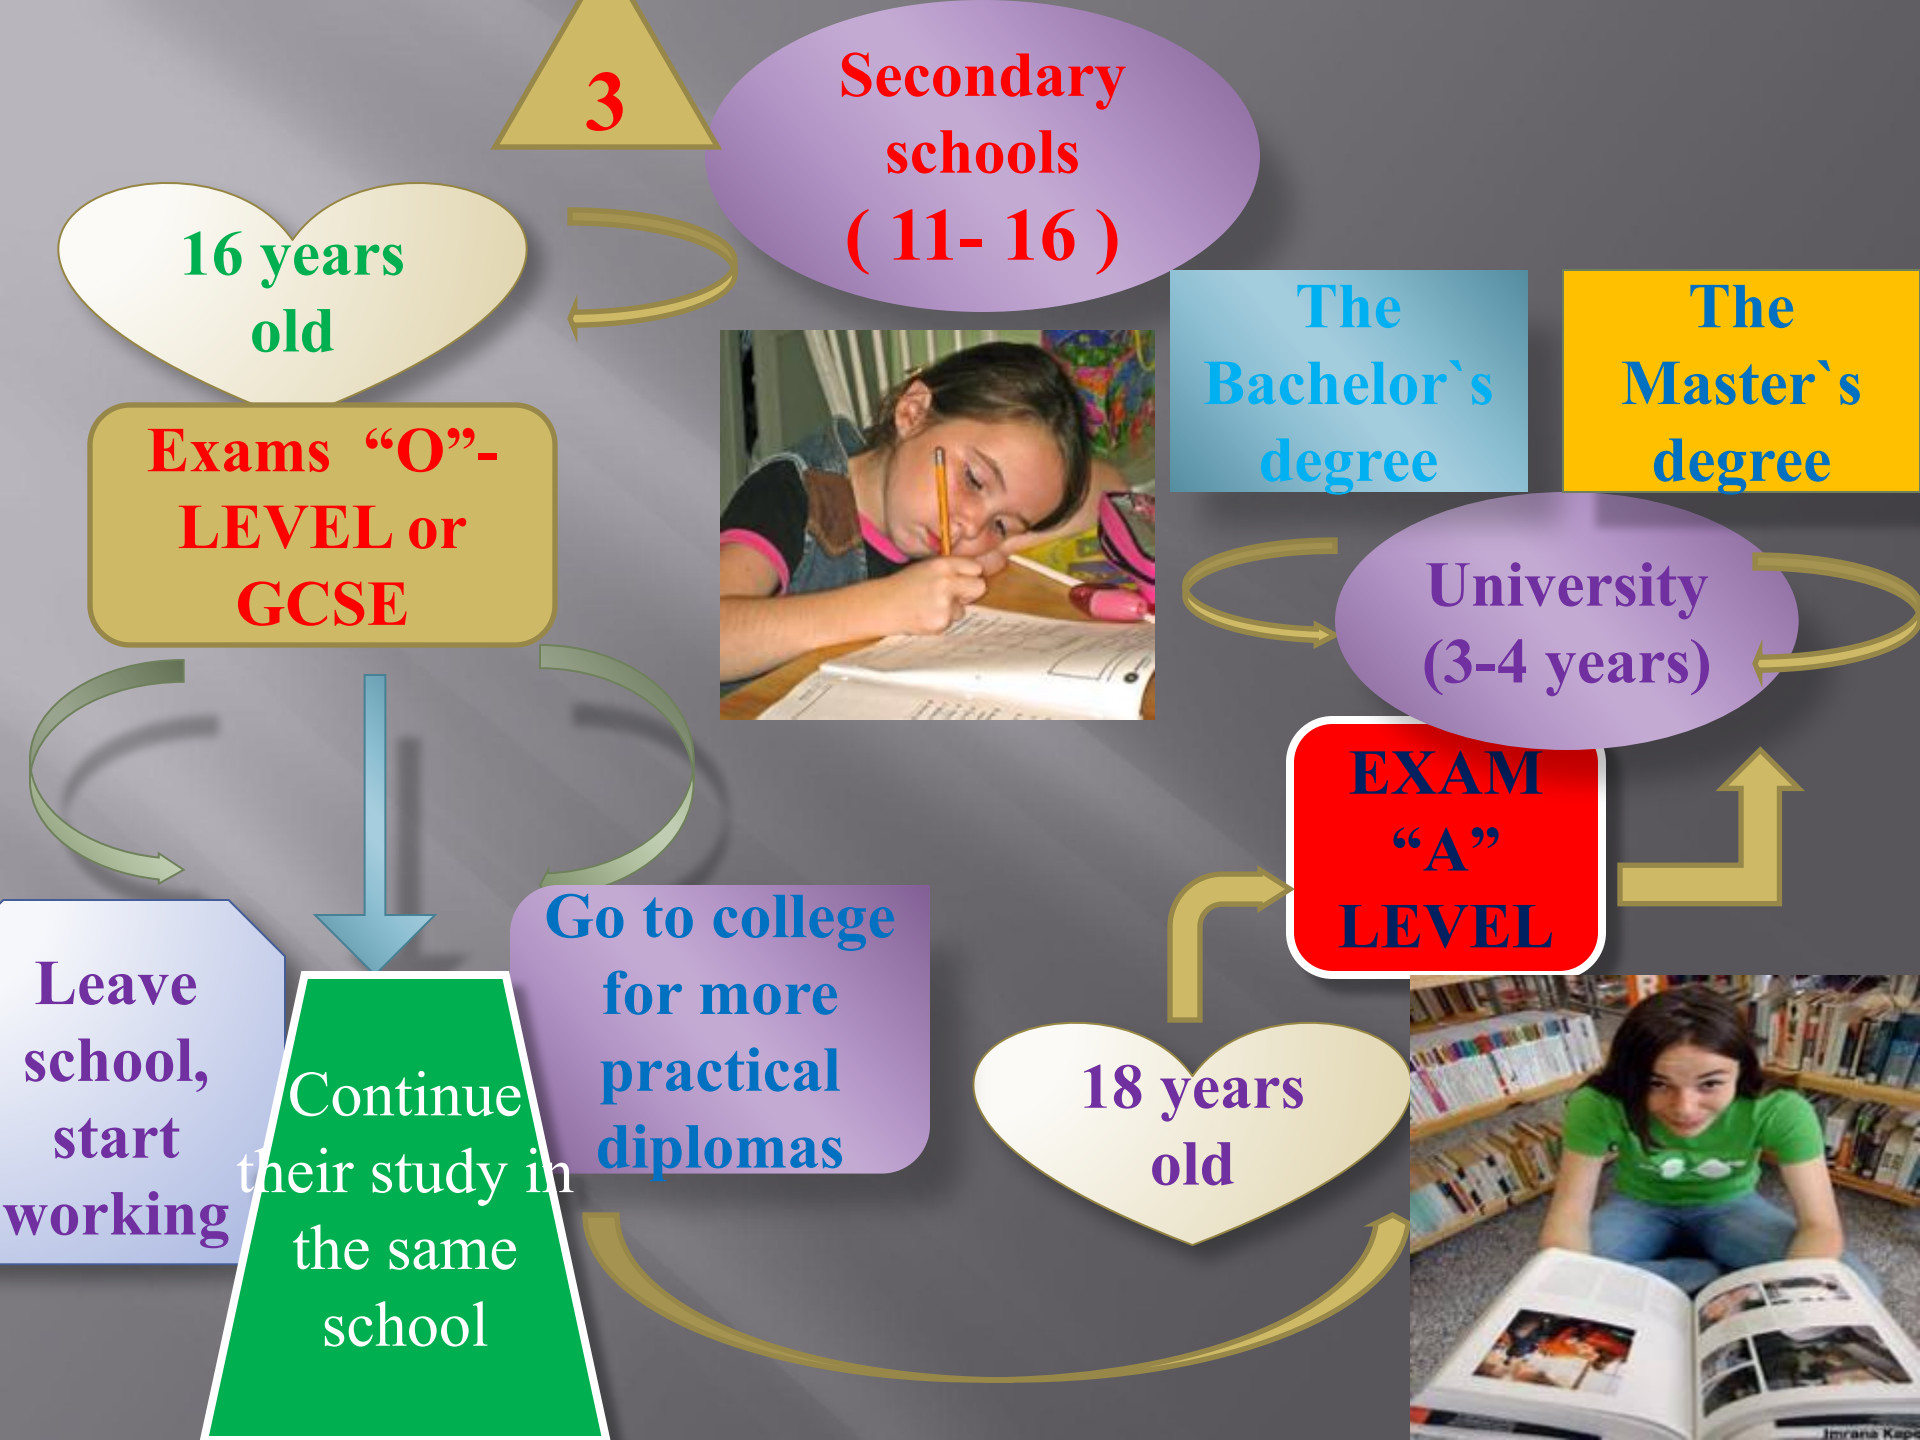 3
Secondary
schools
( 11- 16 )
16 years
old
Exams  “O”-
LEVEL or
GCSE
The
Bachelor`s
degree
The
Master`s
degree
University
(3-4 years)
EXAM
“A”
LEVEL
Leave
school,
start
working
Continue
their study in
the same
school
Go to college
for more
practical
diplomas
18 years
old
Imrana Kapo